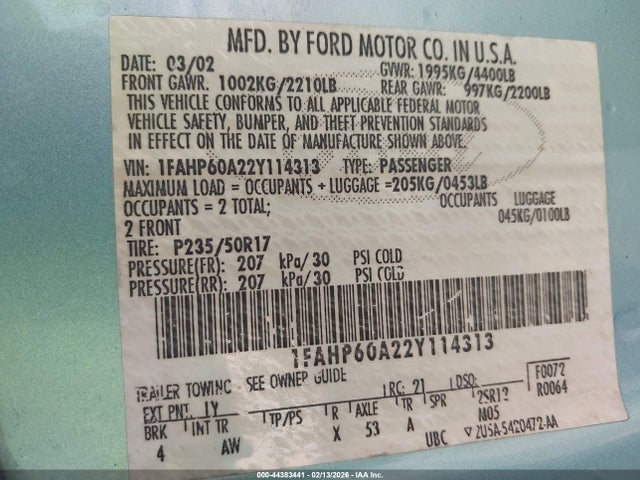 MFD. BY FORD MOTOR CO. IN U.S.A.
DATE: 03/02 GVWR: 1995KG/4400LB
FRONT GAWR: 1002KG/2210LB REAR GAWR: 997KG/2200LB
THIS VEHICLE CONFORMS TO ALL APPLICABLE FEDERAL MOTOR
VEHICLE SAFETY, BUMPER, AND THEFT PREVENTION STANDARDS
IN EFFECT ON THE DATE OF MANUFACTURE SHOWN ABOVE.
VIN: 1FAHP60A22Y114313 TYPE: PASSENGER
MAXIMUM LOAD = OCCUPANTS + LUGGAGE =205KG/0453LB
OCCUPANTS = 2 TOTAL; OCCUPANTS LUGGAGE
2 FRONT 045KG/0100LB
TIRE: P235/50R17
PRESSURE(FR): 207 kPa/30 PSI COLD
PRESSURE(RR): 207 kPa/30 PSI COLD
1FAHP60A22Y114313
TRAILER TOWING - SEE OWNER GUIDE
EXT PNT: IY RC: 21 DSO: F0072
BRK INT TR TP/PS R AXLE TR SPR 2SR12 R0064
4 AW X 53 A M05
UBC 2U5A-5420472-AA
000-44383441 - 02/13/2026 - IAA Inc.